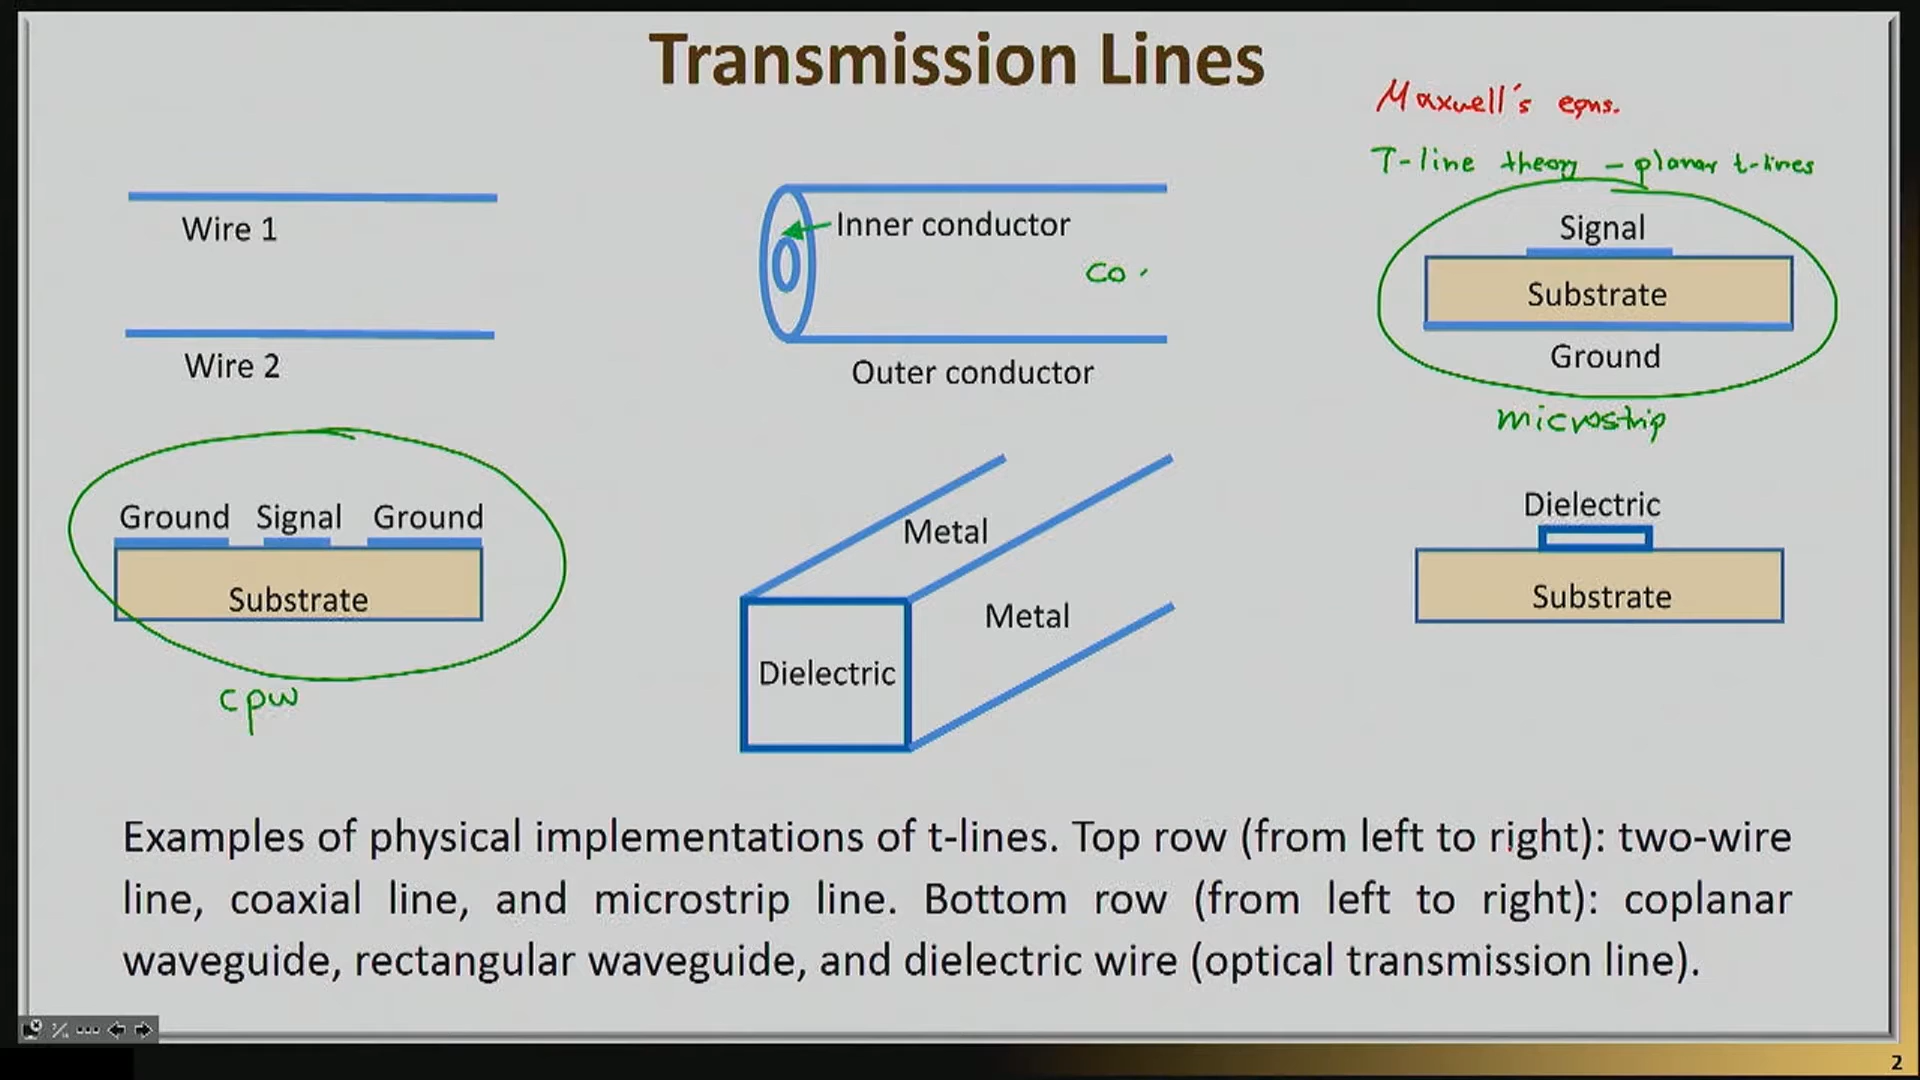 Transmission Lines
Maxwell's eqns.
T-line theory – planar t-lines
Wire 1
Wire 2
Inner conductor
co
Outer conductor
Signal
Substrate
Ground
microstrip
Ground Signal Ground
Substrate
cpw
Metal
Metal
Dielectric
Dielectric
Substrate
Examples of physical implementations of t-lines. Top row (from left to right): two-wire
line, coaxial line, and microstrip line. Bottom row (from left to right): coplanar
waveguide, rectangular waveguide, and dielectric wire (optical transmission line).
2